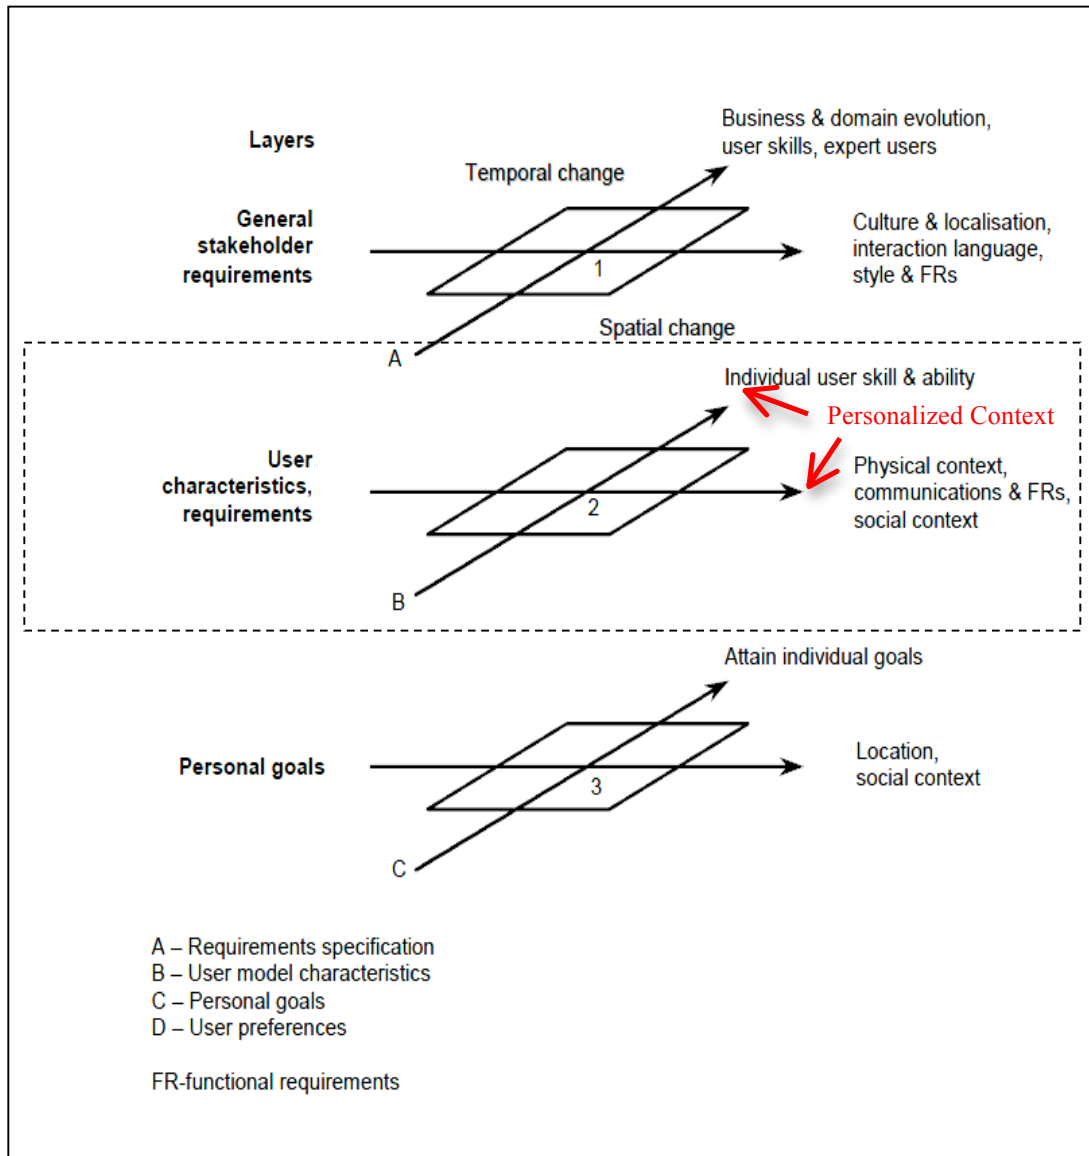 Layers
Business & domain evolution,
user skills, expert users
Temporal change
General
stakeholder
requirements
Culture & localisation,
interaction language,
style & FRs
1
Spatial change
A
Individual user skill & ability
Personalized Context
User
characteristics,
requirements
Physical context,
communications & FRs,
social context
2
B
Attain individual goals
Personal goals
Location,
social context
3
C
A – Requirements specification
B – User model characteristics
C – Personal goals
D – User preferences
FR-functional requirements